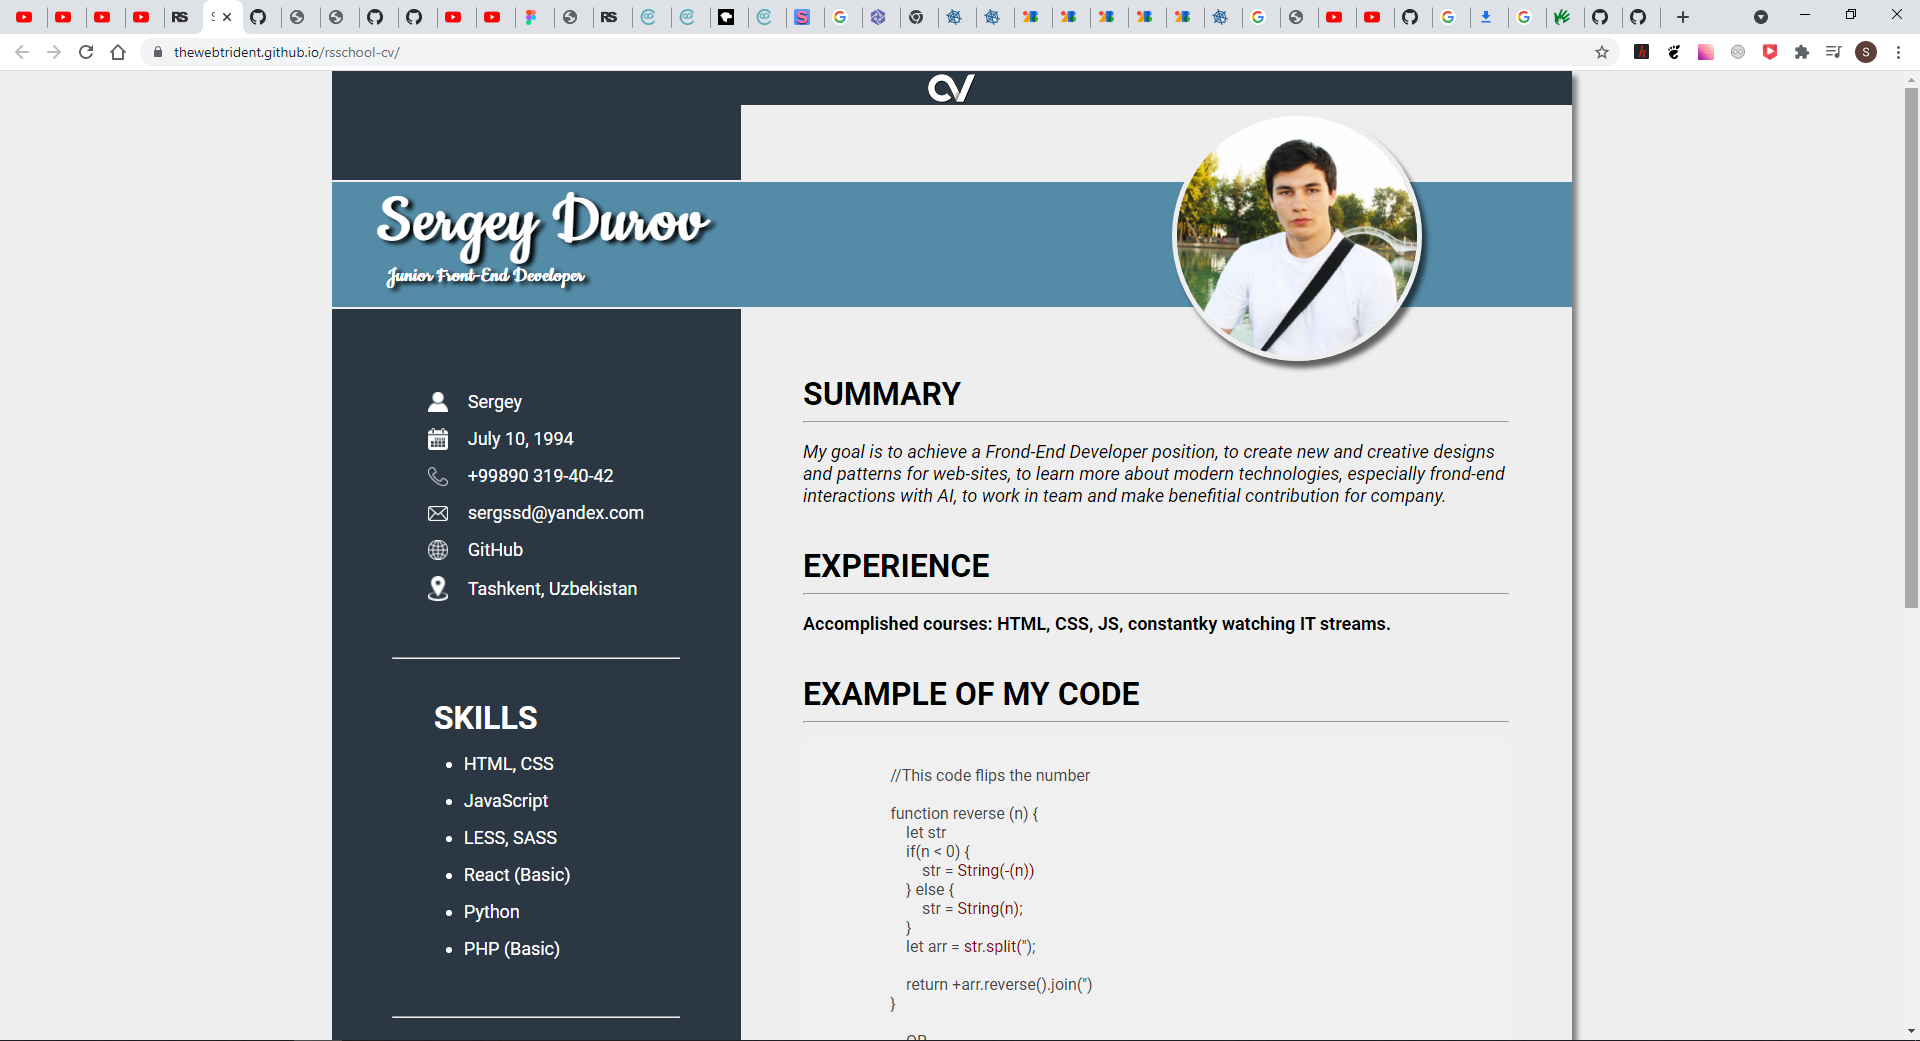 RS
S
RS
S
thewebtrident.github.io/rsschool-cv/
S
CV
Sergey Durov
Junior Front-End Developer
Sergey
July 10, 1994
+99890 319-40-42
sergssd@yandex.com
GitHub
Tashkent, Uzbekistan
SKILLS
HTML, CSS
JavaScript
LESS, SASS
React (Basic)
Python
PHP (Basic)
SUMMARY
My goal is to achieve a Frond-End Developer position, to create new and creative designs
and patterns for web-sites, to learn more about modern technologies, especially frond-end
interactions with AI, to work in team and make benefitial contribution for company.
EXPERIENCE
Accomplished courses: HTML, CSS, JS, constantky watching IT streams.
EXAMPLE OF MY CODE
//This code flips the number
function reverse (n) {
let str
if(n < 0) {
str = String(-(n))
} else {
str = String(n);
}
let arr = str.split('');
return +arr.reverse().join('')
}
OR